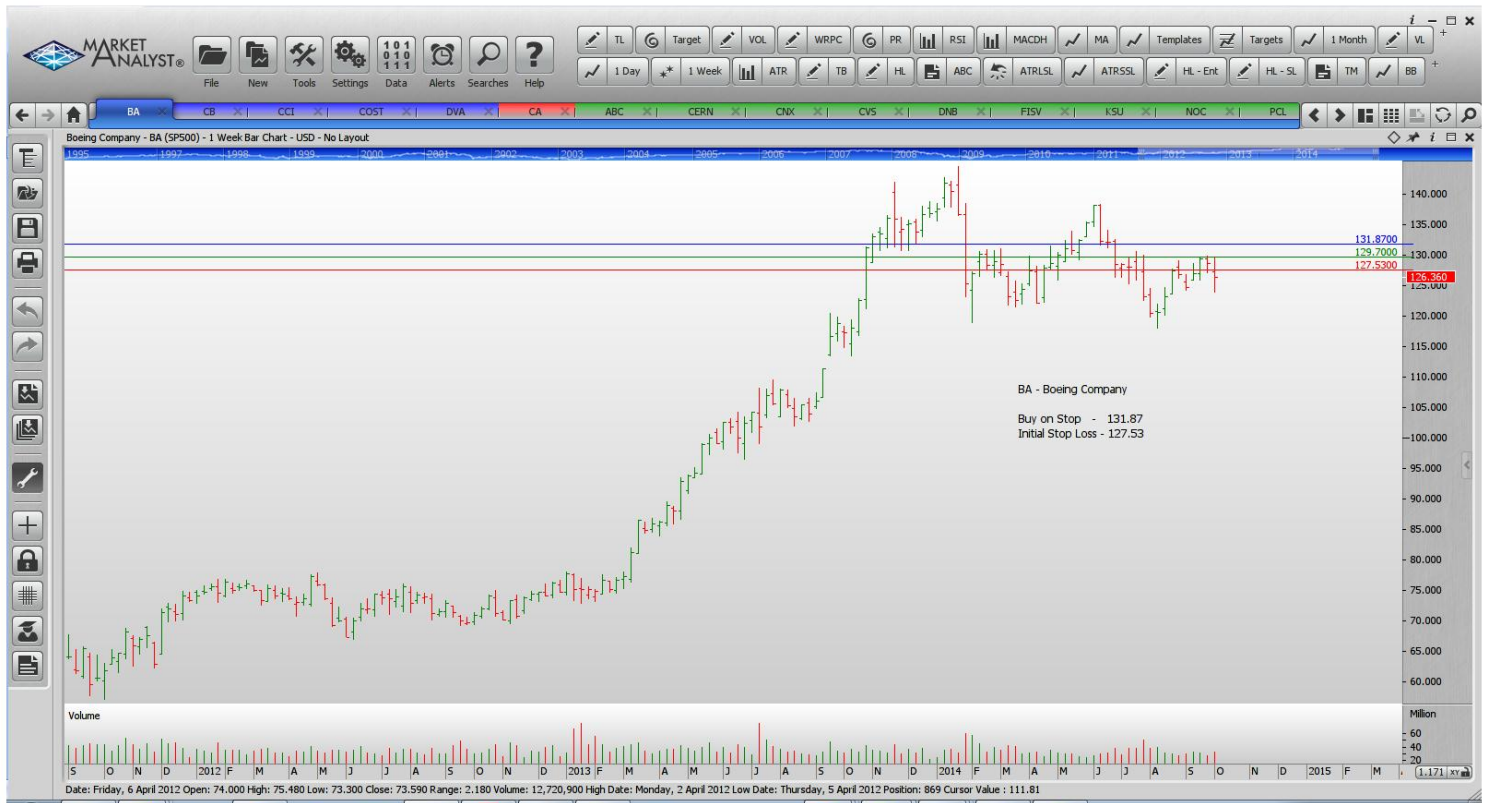 i
MARKET ANALYST®
File New Tools Settings Data Alerts Searches Help
101
010
111
TL Target VOL WRPC PR RSI MACDH MA Templates Targets 1 Month VL
1 Day 1 Week ATR TB HL ABC ATRLSL ATRSSL HL - Ent HL - SL TM BB
BA CB CCI COST DVA CA ABC CERN CNX CVS DNB FISV KSU NOC PCL
Boeing Company - BA (SP500) - 1 Week Bar Chart - USD - No Layout
1995 1997 1998 1999 2000 2001 2002 2003 2004 2005 2006 2007 2008 2009 2010 2011 2012 2013 2014
140.000
135.000
131.8700
129.7000
130.000
127.5300
126.360
125.000
120.000
115.000
110.000
BA - Boeing Company
105.000
Buy on Stop - 131.87
Initial Stop Loss - 127.53
100.000
95.000
90.000
85.000
80.000
75.000
70.000
65.000
60.000
Volume
Million
60
40
20
S O N D 2012 F M A M J J A S O N D 2013 F M A M J J A S O N D 2014 F M A M J J A S O N D 2015 F M
1.171 XY
Date: Friday, 6 April 2012 Open: 74.000 High: 75.480 Low: 73.300 Close: 73.590 Range: 2.180 Volume: 12,720,900 High Date: Monday, 2 April 2012 Low Date: Thursday, 5 April 2012 Position: 869 Cursor Value : 111.81